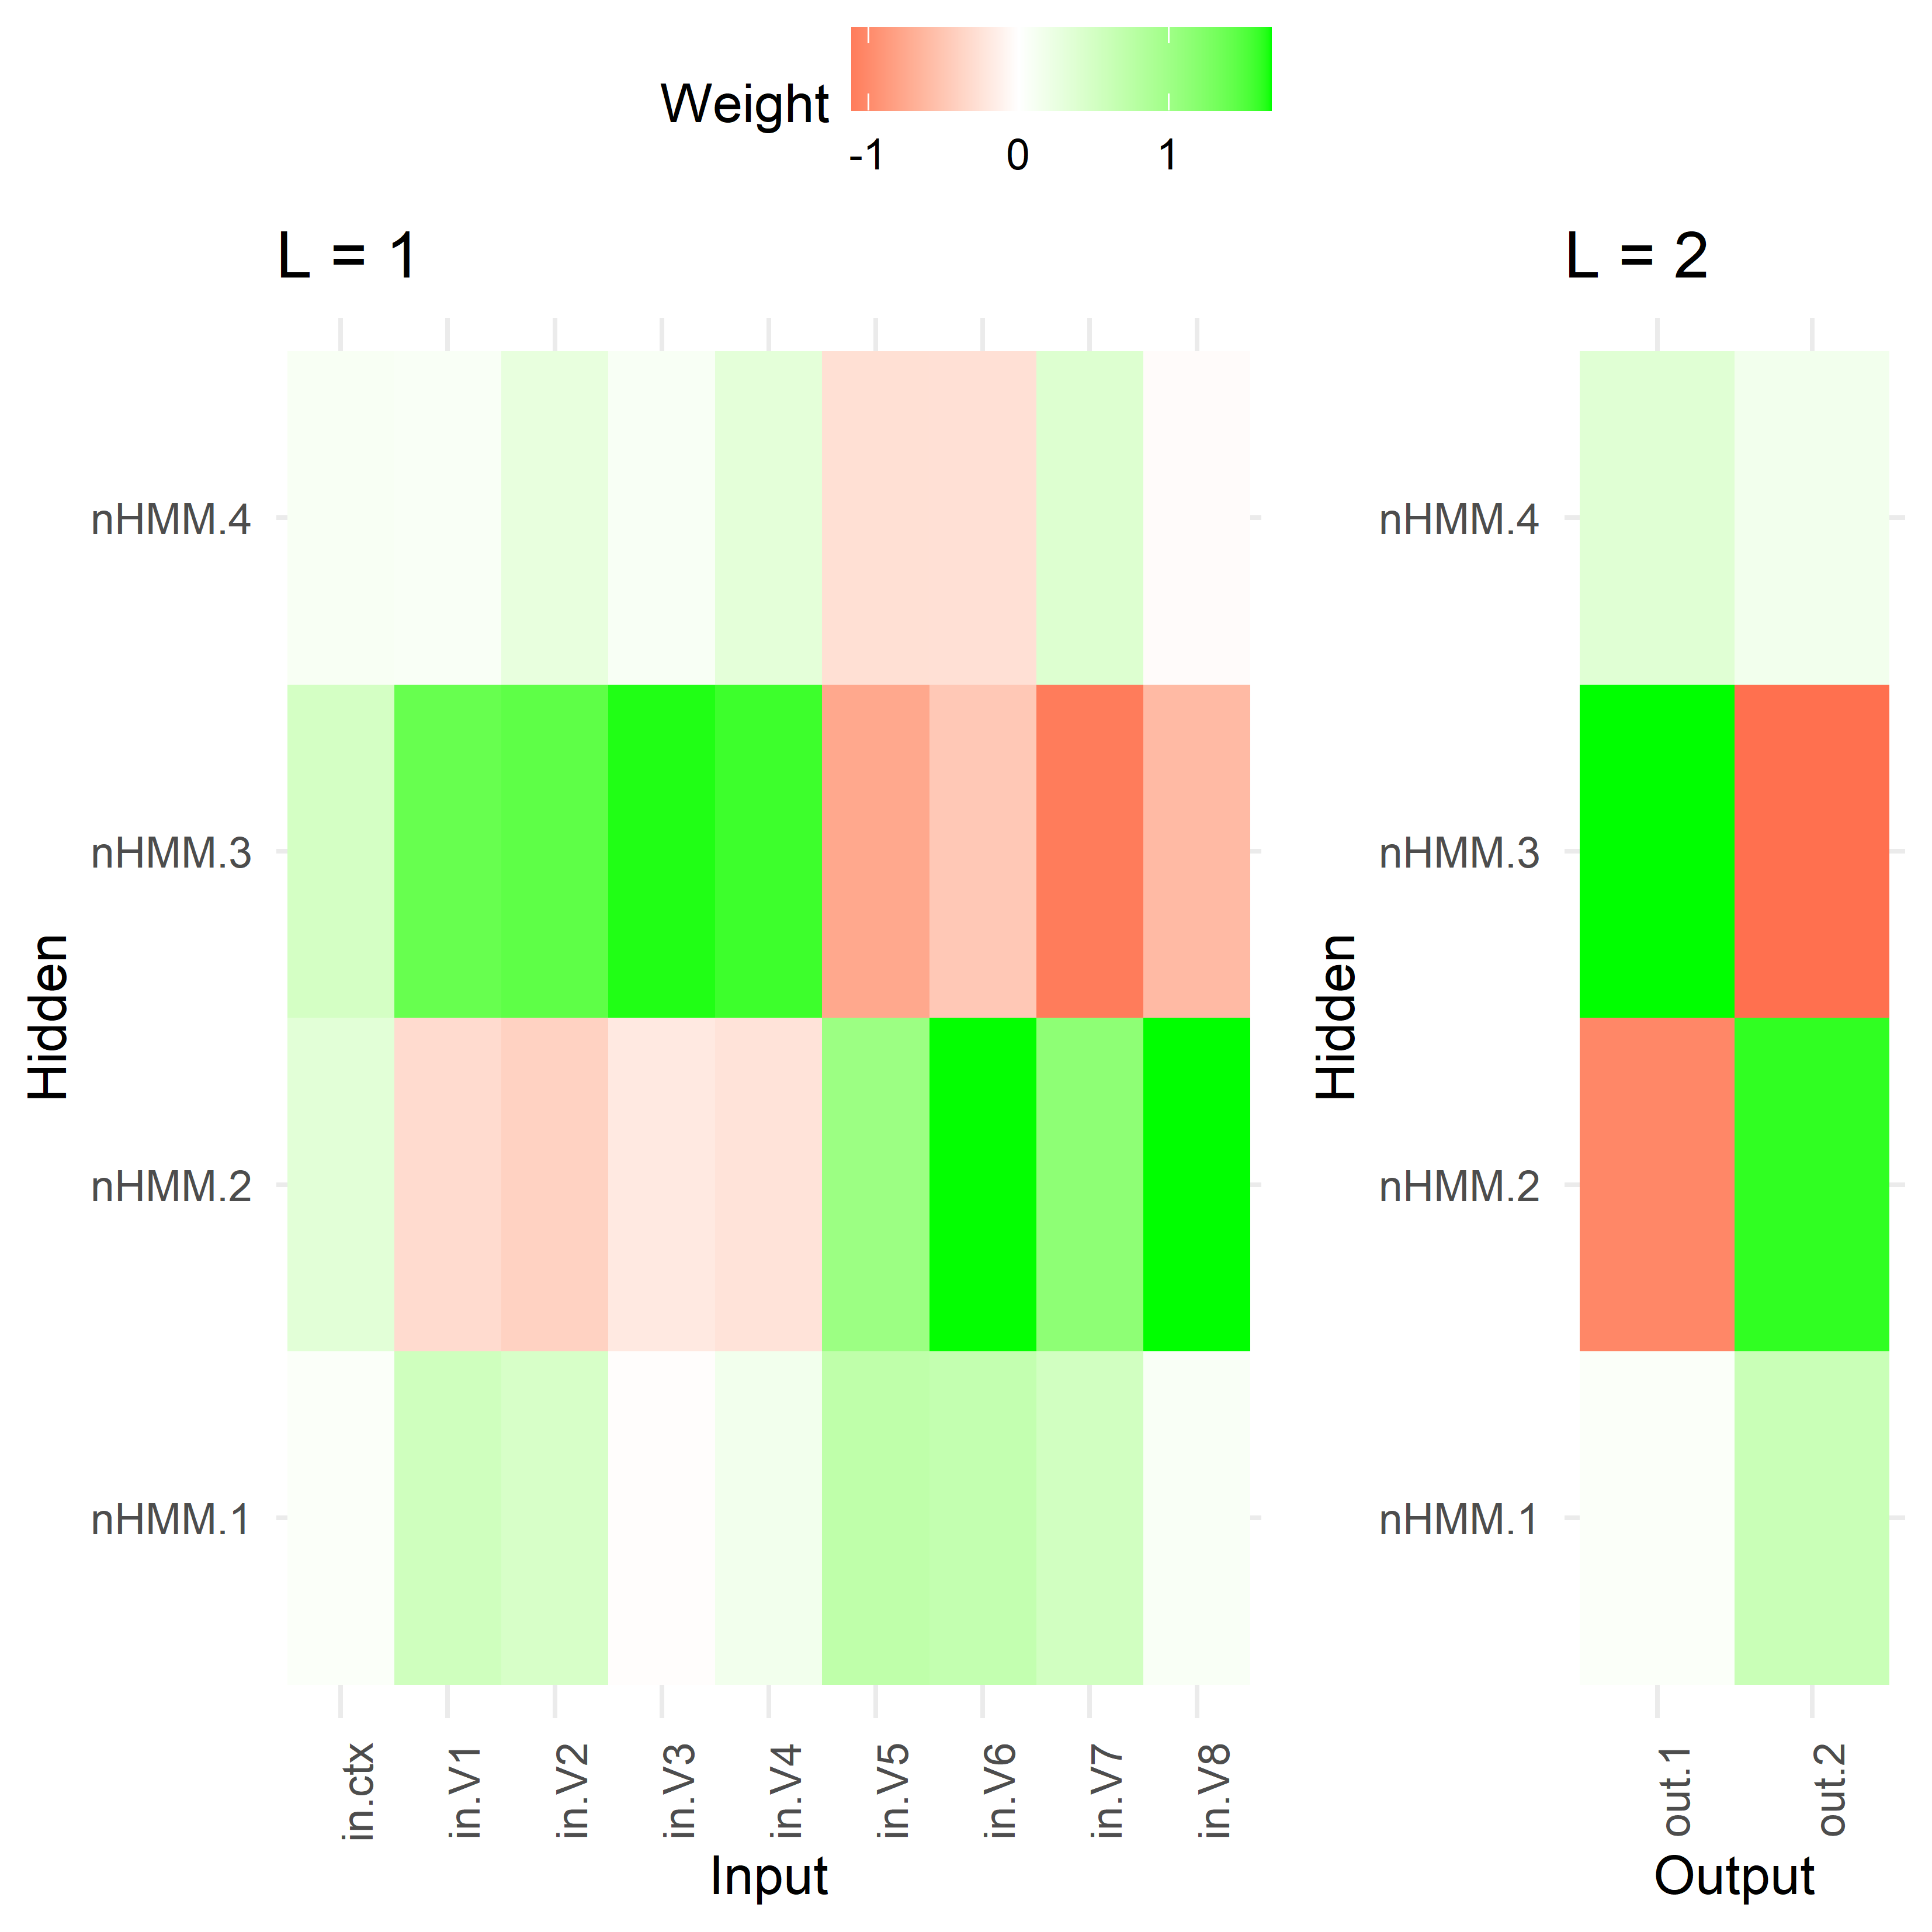 Weight
-1 0 1
L = 1
L = 2
nHMM.4
nHMM.3
nHMM.2
nHMM.1
Hidden
in.ctx
in.V1
in.V2
in.V3
in.V4
in.V5
in.V6
in.V7
in.V8
Input
nHMM.4
nHMM.3
nHMM.2
nHMM.1
Hidden
out.1
out.2
Output